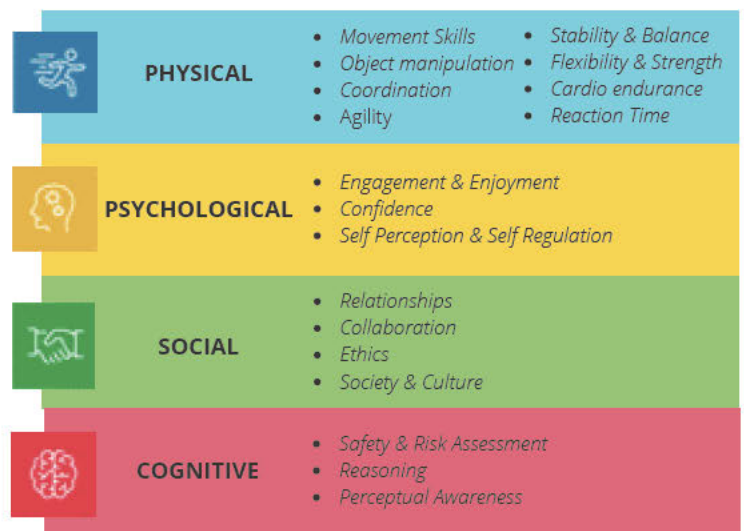 PHYSICAL
• Movement Skills
• Object manipulation
• Coordination
• Agility
• Stability & Balance
• Flexibility & Strength
• Cardio endurance
• Reaction Time
PSYCHOLOGICAL
• Engagement & Enjoyment
• Confidence
• Self Perception & Self Regulation
SOCIAL
• Relationships
• Collaboration
• Ethics
• Society & Culture
COGNITIVE
• Safety & Risk Assessment
• Reasoning
• Perceptual Awareness